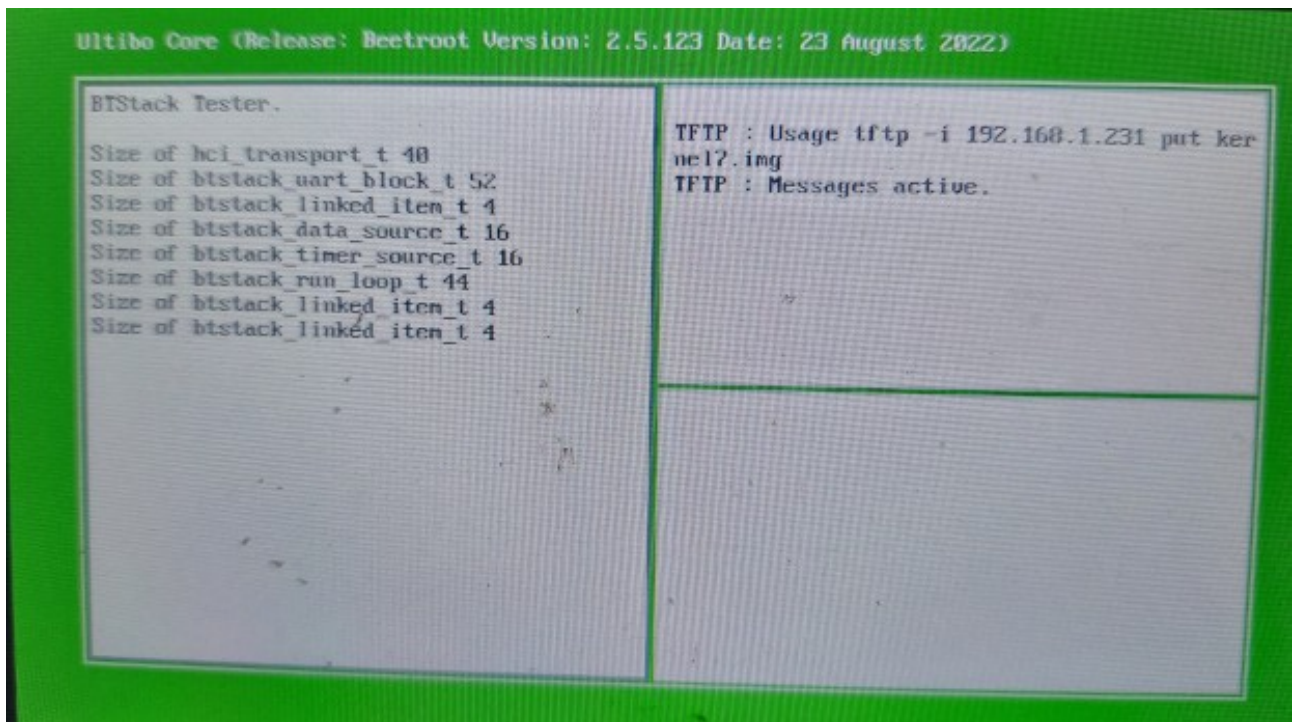 Ultibo Core (Release: Beetroot Version: 2.5.123 Date: 23 August 2022)
BTStack Tester.
Size of hci_transport_t 40
Size of btstack_uart_block_t 52
Size of btstack_linked_item_t 4
Size of btstack_data_source_t 16
Size of btstack_timer_source_t 16
Size of btstack_run_loop_t 44
Size of btstack_linked_item_t 4
Size of btstack_linked_item_t 4
TFTP : Usage tftp -i 192.168.1.231 put ker
nel7.img
TFTP : Messages active.